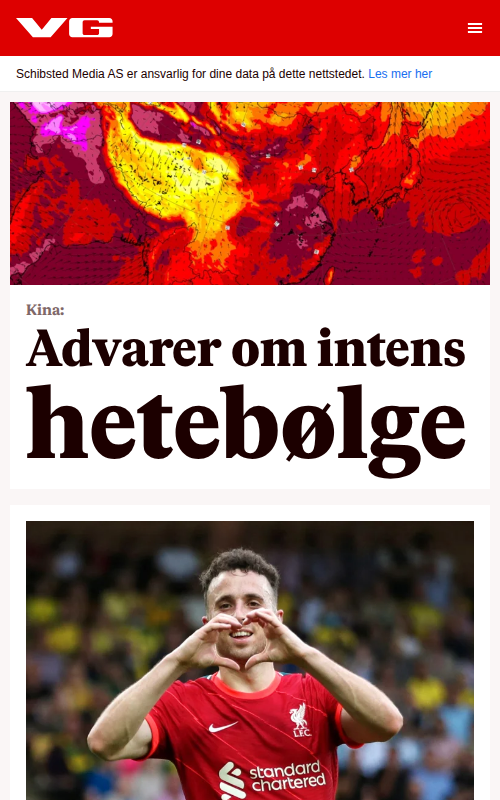 VG
Schibsted Media AS er ansvarlig for dine data på dette nettstedet. Les mer her
Kina:
Advarer om intens
hetebølge
L.F.C.
standard
chartered